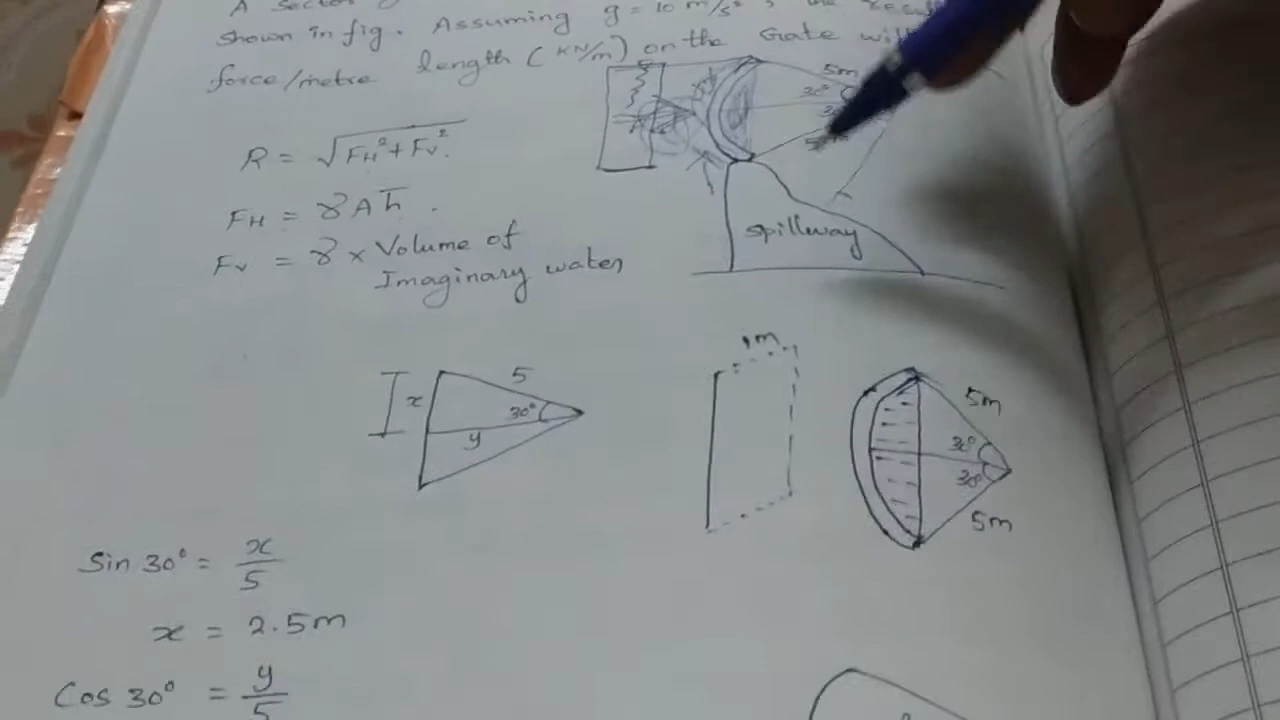 A Sector
Shown in fig. Assuming g = 10 m/s²,
force/metre length (KN/m) on the Gate
5m
30°
R = √FH² + Fv².
FH = γAh̄.
Fv = γ × Volume of
Imaginary water
Spillway
1m
x
5
30°
y
5m
30°
30°
5m
Sin 30° = x/5
x = 2.5m
Cos 30° = y/5